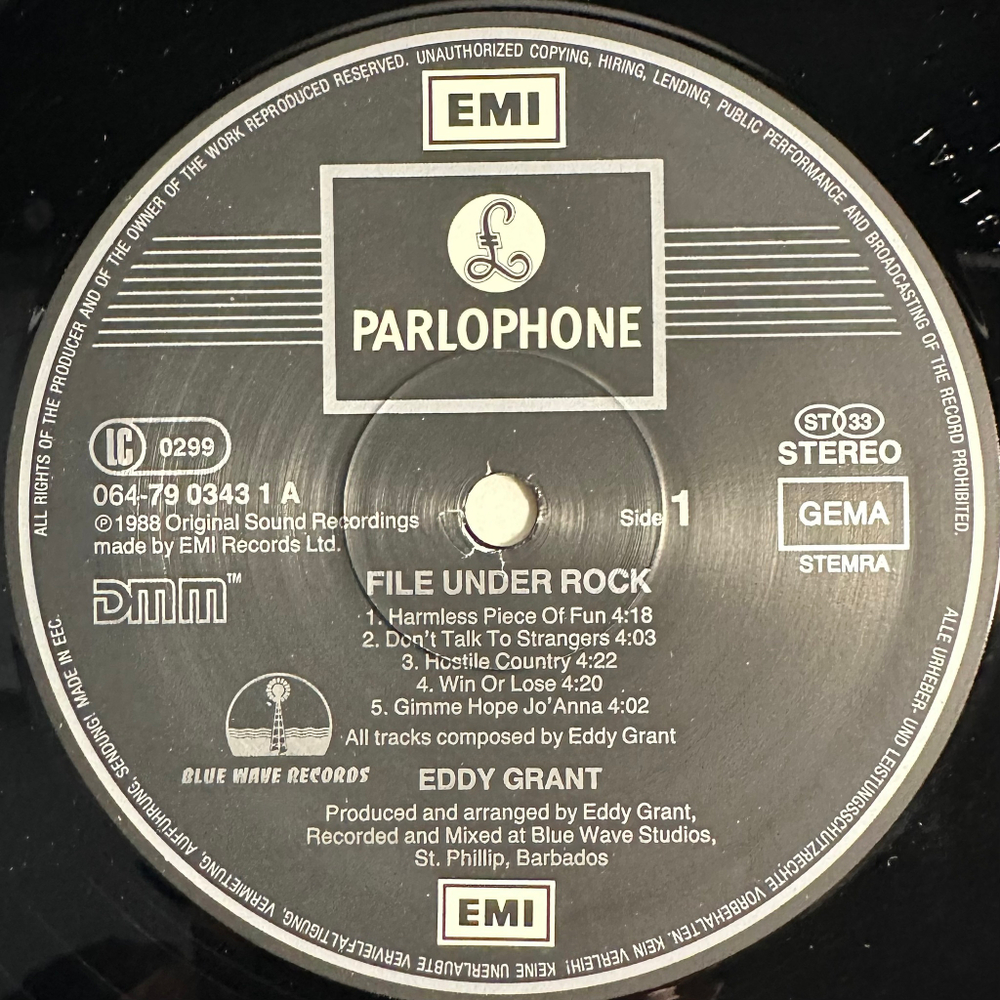 ALL RIGHTS OF THE PRODUCER AND OF THE OWNER OF THE WORK REPRODUCED RESERVED. UNAUTHORIZED COPYING, HIRING, LENDING, PUBLIC PERFORMANCE AND BROADCASTING OF THE RECORD PROHIBITED.
EMI
£
PARLOPHONE
LC 0299
064-79 0343 1 A
℗ 1988 Original Sound Recordings
made by EMI Records Ltd.
DMM™
ST 33
STEREO
GEMA
STEMRA
Side 1
FILE UNDER ROCK
1. Harmless Piece Of Fun 4:18
2. Don't Talk To Strangers 4:03
3. Hostile Country 4:22
4. Win Or Lose 4:20
5. Gimme Hope Jo'Anna 4:02
All tracks composed by Eddy Grant
BLUE WAVE RECORDS
EDDY GRANT
Produced and arranged by Eddy Grant,
Recorded and Mixed at Blue Wave Studios,
St. Phillip, Barbados
EMI
ALLE URHEBER- UND LEISTUNGSSCHUTZRECHTE VORBEHALTEN. KEIN VERLEIH! KEINE UNERLAUBTE VERVIELFÄLTIGUNG, VERMIETUNG, AUFFÜHRUNG, SENDUNG! MADE IN EEC.